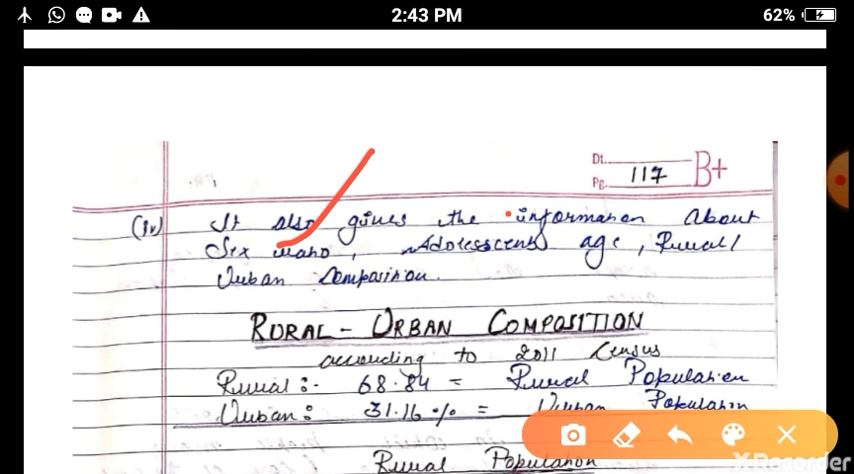 2:43 PM
62%
Dt.
Pg. 117 B+
(iv) It also gives the information About
Sex ratio, Adolescent age, Rural/
Urban Composition.
RURAL - URBAN COMPOSITION
according to 2011 Census
Rural :- 68.84 = Rural Population
Urban : 31.16 % = Urban Population
Rural Population
XRecorder